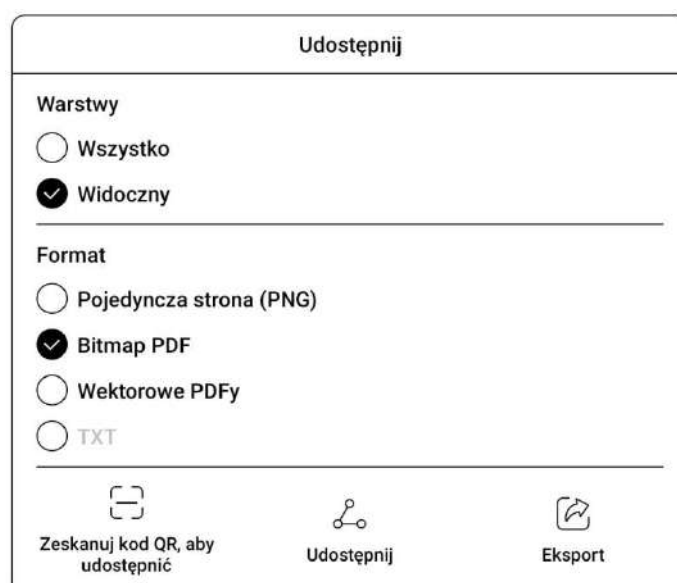 Udostępnij
Warstwy
Wszystko
Widoczny
Format
Pojedyncza strona (PNG)
Bitmap PDF
Wektorowe PDFy
TXT
Zeskanuj kod QR, aby
udostępnić
Udostępnij
Eksport